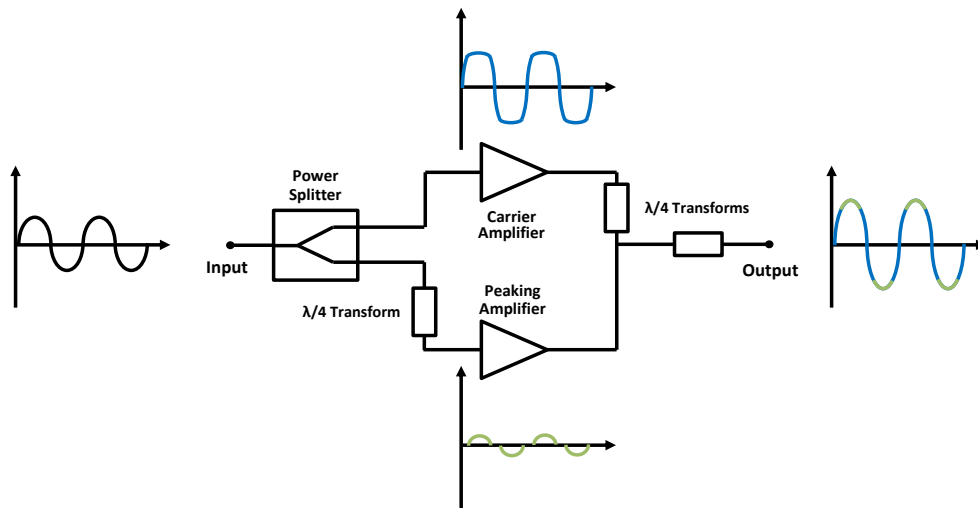 Power
Splitter
Input
λ/4 Transform
Carrier
Amplifier
Peaking
Amplifier
λ/4 Transforms
Output